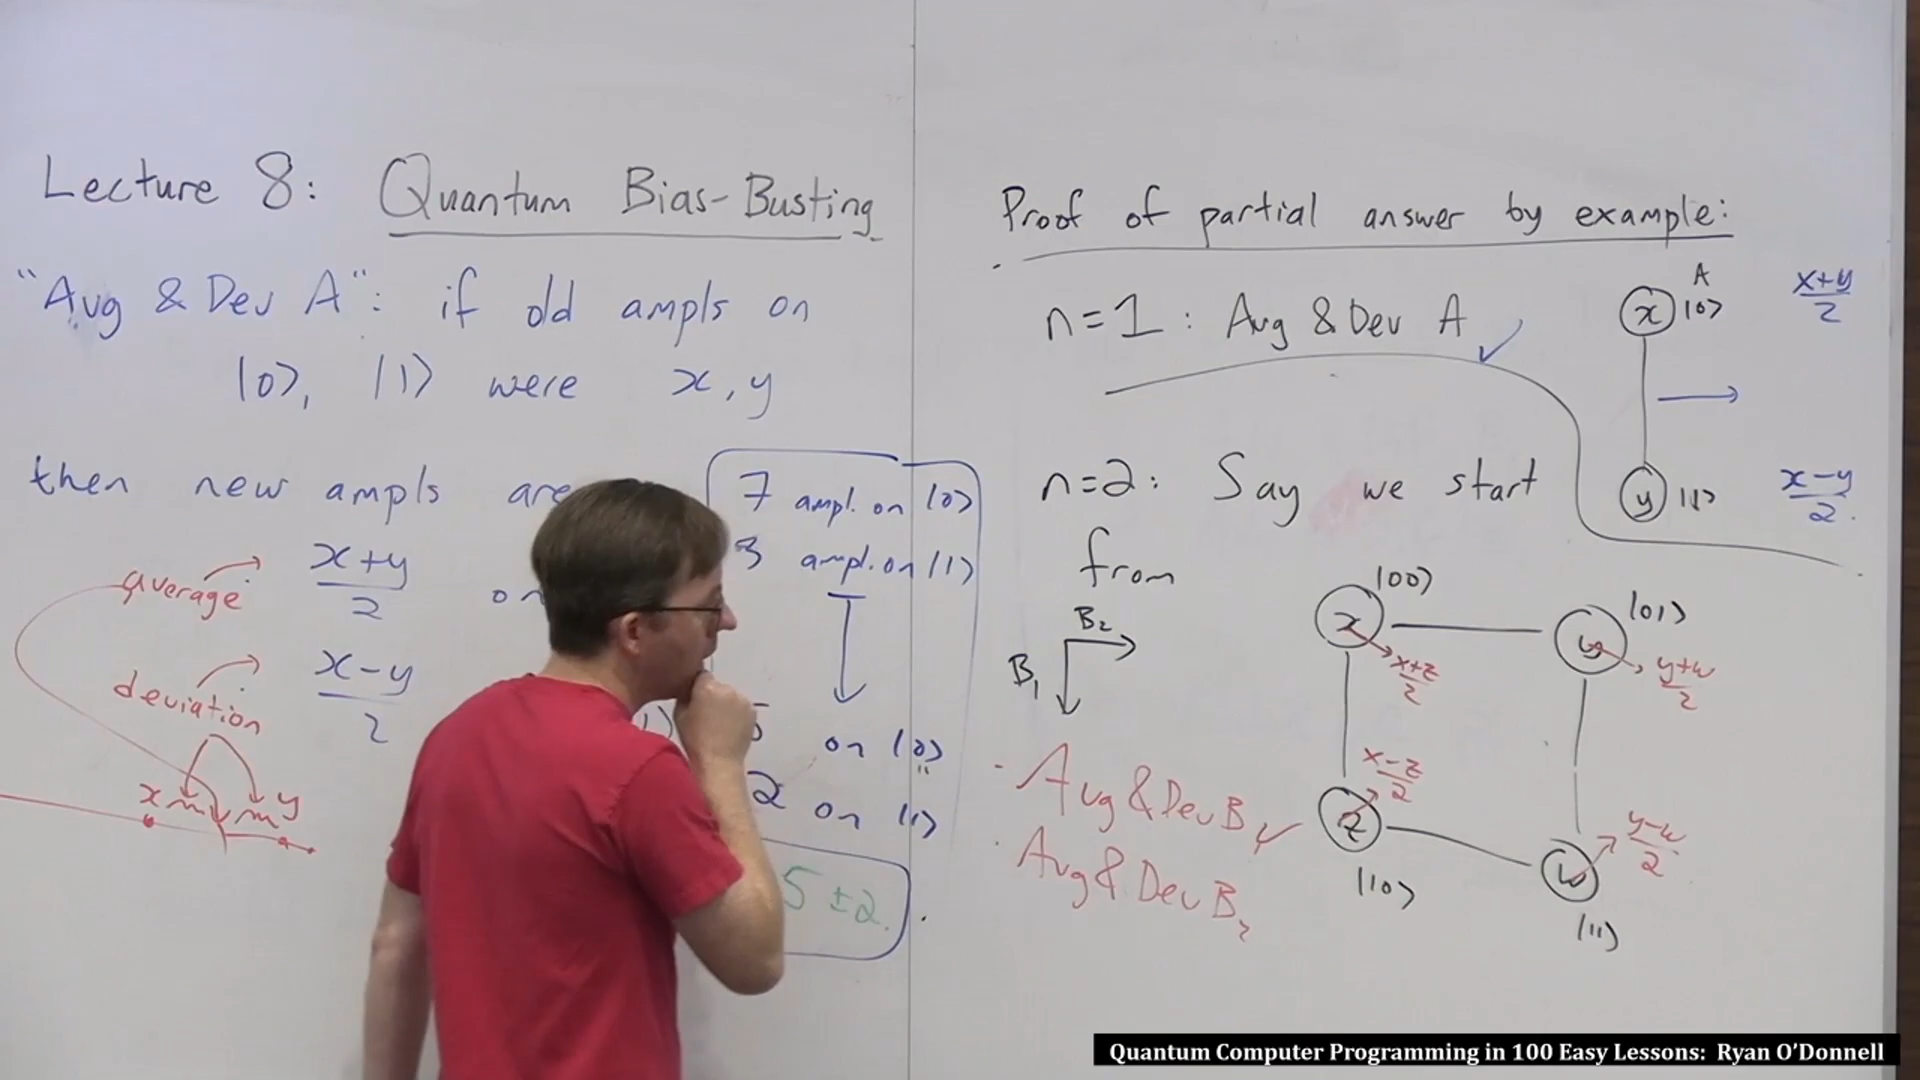 Lecture 8: Quantum Bias-Busting
"Avg & Dev A": if old ampls on
|0⟩, |1⟩ were x, y
then new ampls are
average x+y/2 on
deviation x-y/2
x m m y
7 ampl. on |0⟩
3 ampl. on |1⟩
5 on |0⟩
2 on |1⟩
5 ± 2.
Proof of partial answer by example:
n=1: Avg & Dev A ✓
A
x |0⟩ x+y/2
y |1⟩ x-y/2
n=2: Say we start
from
B₂
B₁
|00⟩ |01⟩
x y
x+z/2 y+w/2
x-z/2 y-w/2
z w
|10⟩ |11⟩
· Avg & Dev B₁ ✓
· Avg & Dev B₂
Quantum Computer Programming in 100 Easy Lessons: Ryan O'Donnell